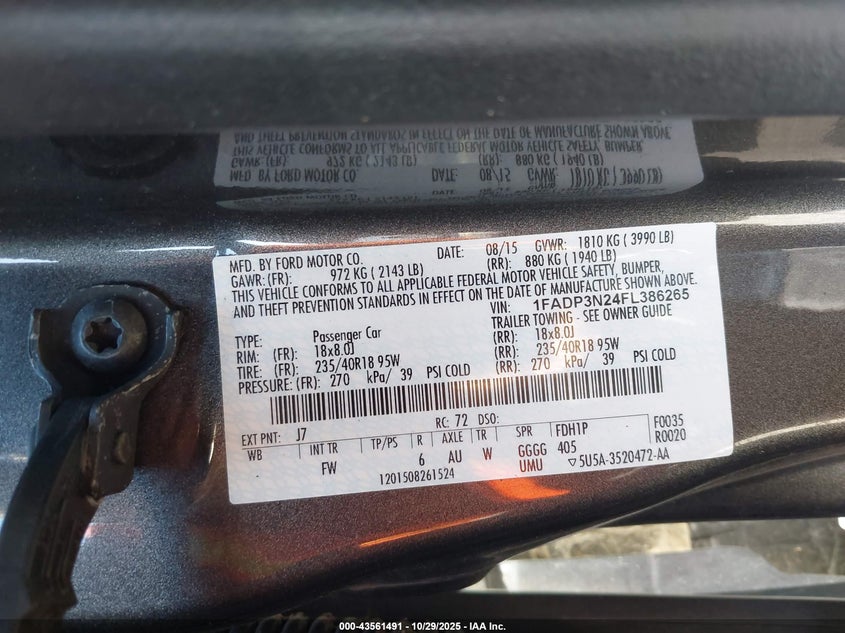 MFD. BY FORD MOTOR CO. DATE: 08/15 GVWR: 1810 KG ( 3990 LB)
GAWR: (FR): 972 KG ( 2143 LB) (RR): 880 KG ( 1940 LB)
THIS VEHICLE CONFORMS TO ALL APPLICABLE FEDERAL MOTOR VEHICLE SAFETY, BUMPER,
AND THEFT PREVENTION STANDARDS IN EFFECT ON THE DATE OF MANUFACTURE SHOWN ABOVE.
VIN: 1FADP3N24FL386265
TYPE: Passenger Car TRAILER TOWING - SEE OWNER GUIDE
RIM: (FR): 18x8.0J (RR): 18x8.0J
TIRE: (FR): 235/40R18 95W (RR): 235/40R18 95W
PRESSURE: (FR): 270 kPa/ 39 PSI COLD (RR): 270 kPa/ 39 PSI COLD
EXT PNT: J7 RC: 72 DSO: FDH1P F0035
WB INT TR TP/PS R AXLE TR SPR R0020
FW 6 AU W GGGG 405
UMU ▽5U5A-3520472-AA
1201508261524
000-43561491 - 10/29/2025 - IAA Inc.